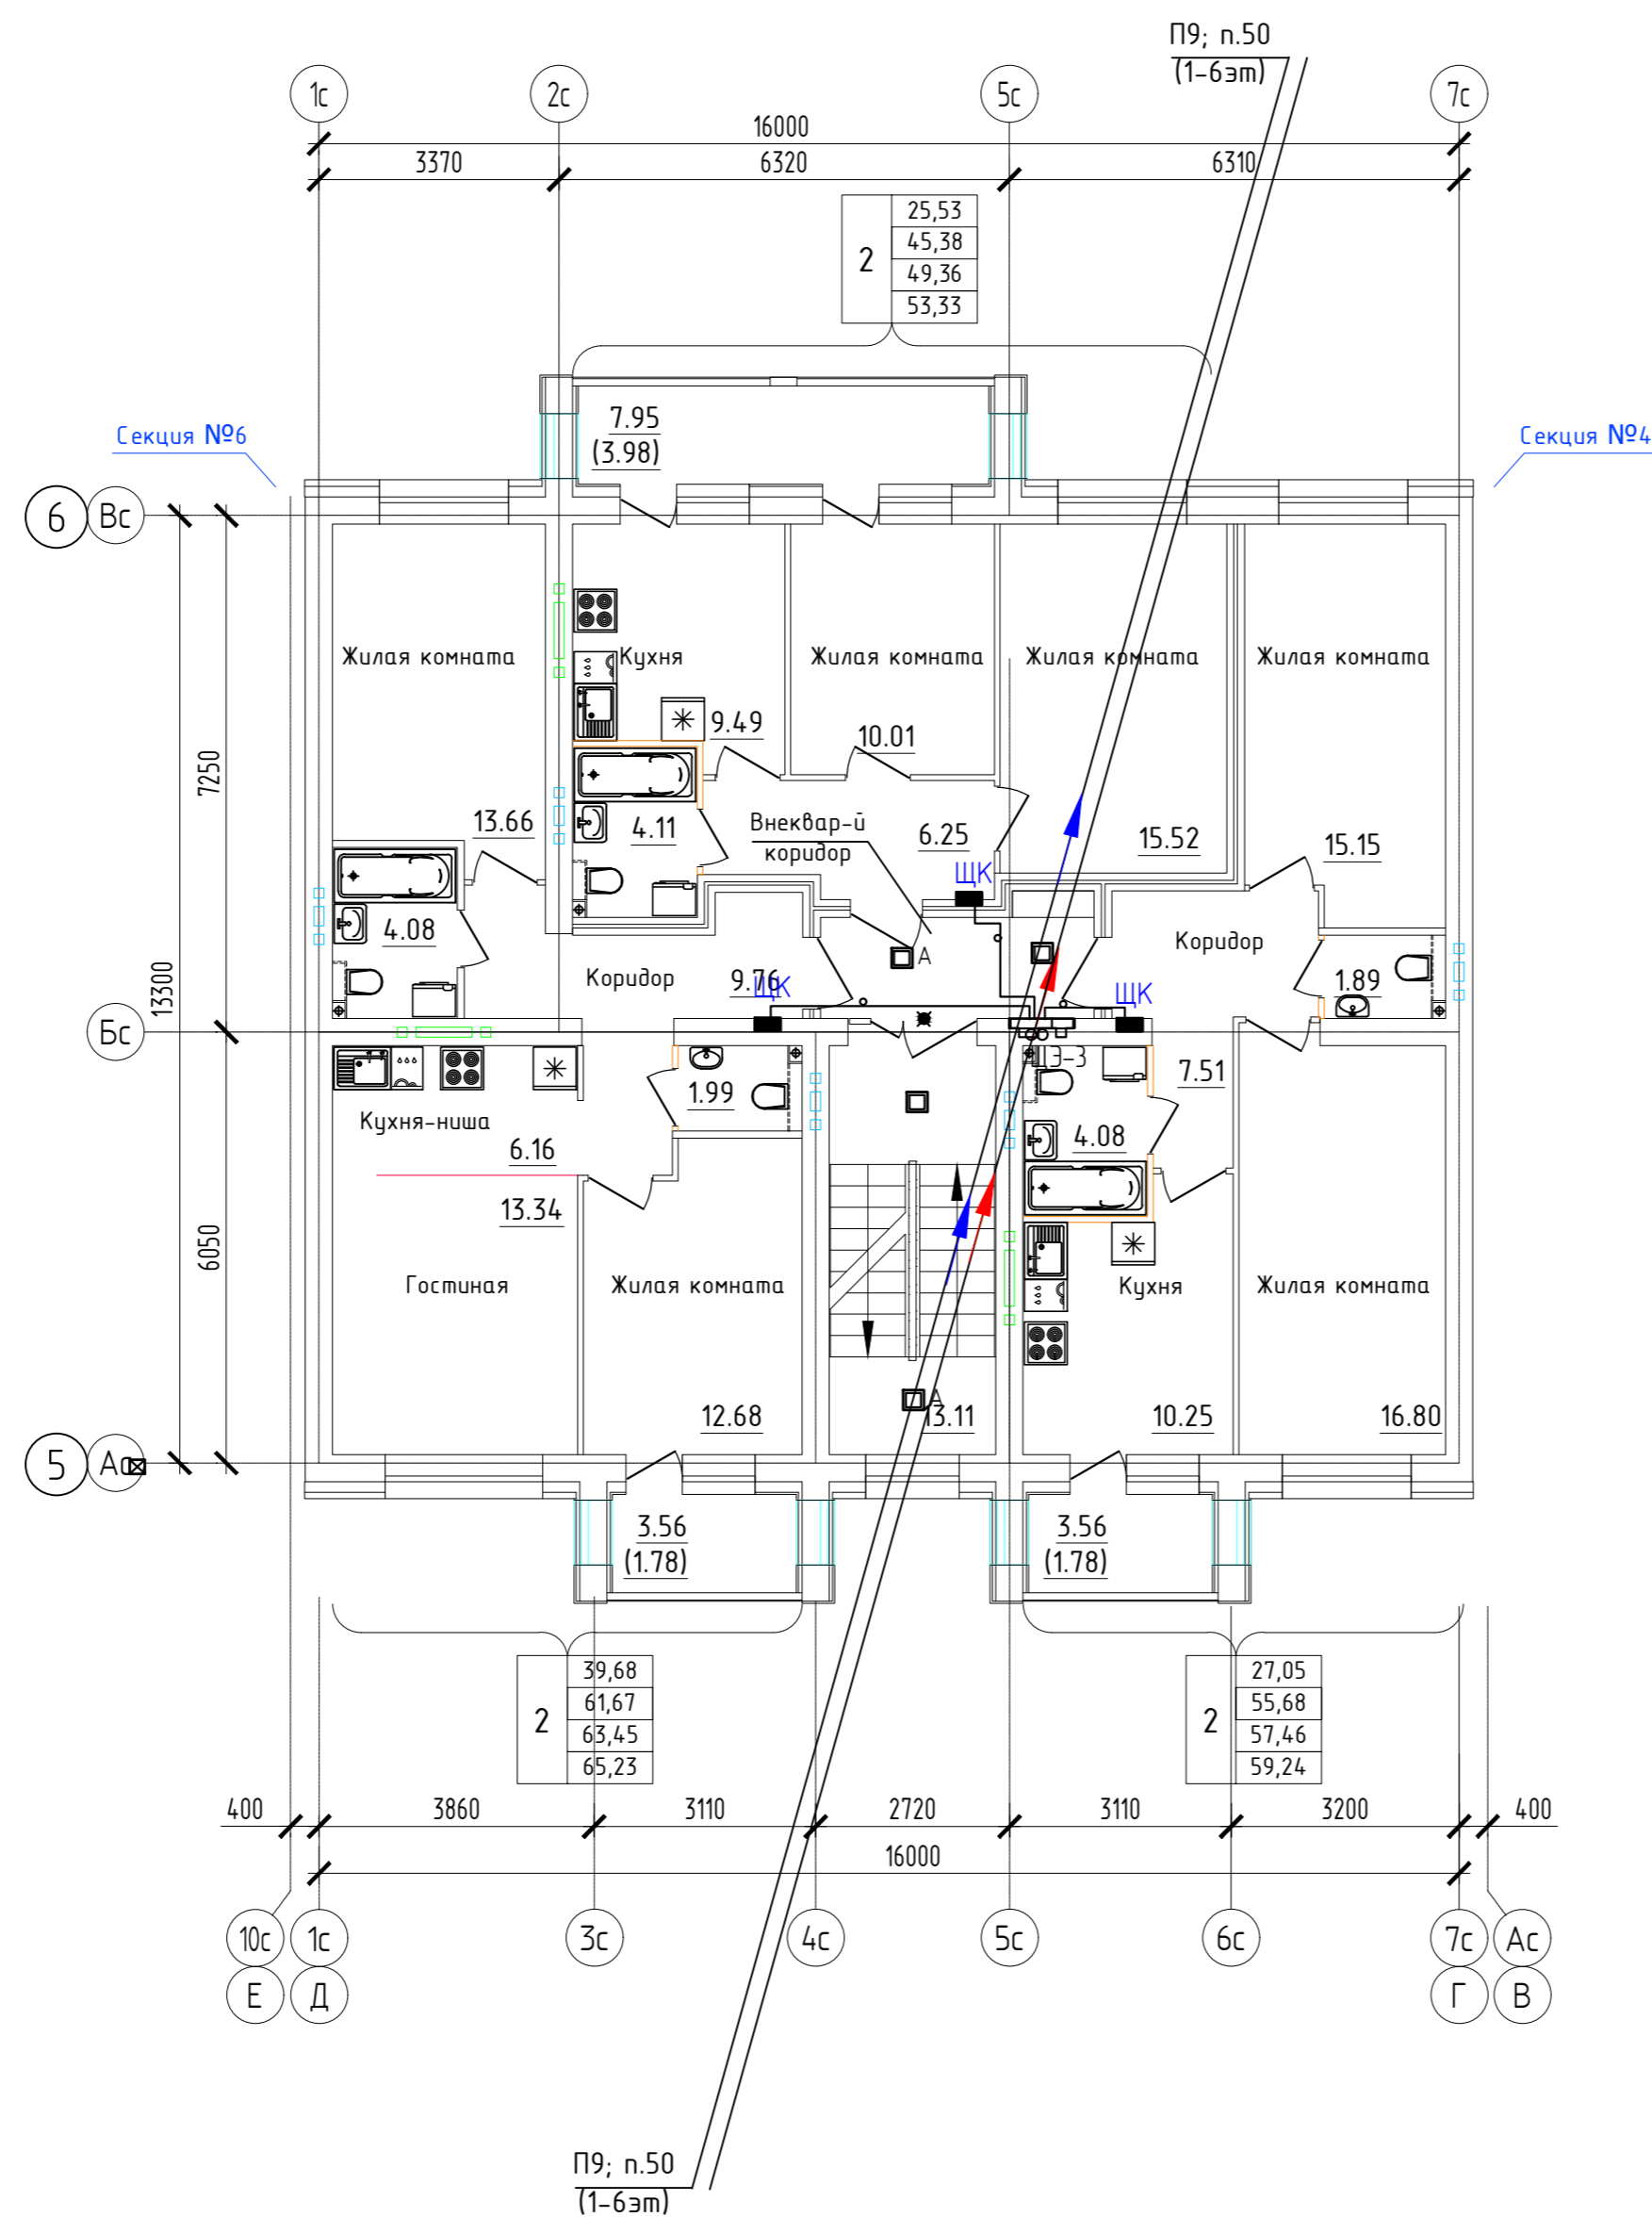 П9; п.50
(1-6эт)
1с
2с
5с
7с
16000
3370
6320
6310
2
25,53
45,38
49,36
53,33
7.95
(3.98)
Секция №6
Секция №4
6
Вс
Жилая комната
Кухня
Жилая комната
Жилая комната
Жилая комната
9.49
10.01
7250
13.66
4.11
Внеквар-й
коридор
6.25
15.52
15.15
ЩК
4.08
А
Коридор
Коридор
9.76
ЩК
ЩК
1.89
13300
Бс
ЩЭ-3
1.99
7.51
Кухня-ниша
4.08
6.16
13.34
6050
Гостиная
Жилая комната
Кухня
Жилая комната
А
12.68
13.11
10.25
16.80
5
Ас
3.56
(1.78)
3.56
(1.78)
2
39,68
61,67
63,45
65,23
2
27,05
55,68
57,46
59,24
400
3860
3110
2720
3110
3200
400
16000
10с
1с
3с
4с
5с
6с
7с
Ас
Е
Д
Г
В
П9; п.50
(1-6эт)